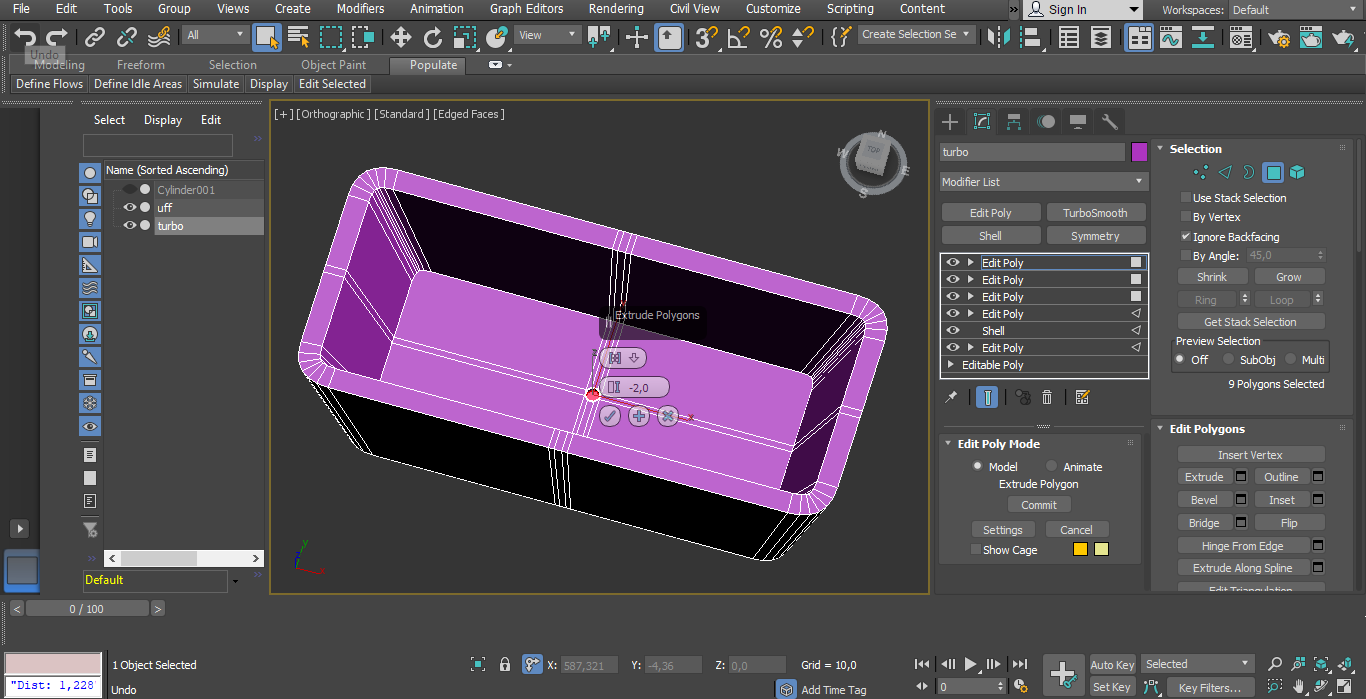 File Edit Tools Group Views Create Modifiers Animation Graph Editors Rendering Civil View Customize Scripting Content » Sign In Workspaces: Default
All View 3 Create Selection Se
Undo
Modeling Freeform Selection Object Paint Populate
Define Flows Define Idle Areas Simulate Display Edit Selected
Select Display Edit
Name (Sorted Ascending)
Cylinder001
uff
turbo
Default
0 / 100
[+] [Orthographic] [Standard] [Edged Faces]
N
W
TOP
E
S
Extrude Polygons
-2,0
x
z
y
turbo
Modifier List
Edit Poly TurboSmooth
Shell Symmetry
Edit Poly
Edit Poly
Edit Poly
Edit Poly
Shell
Edit Poly
Editable Poly
Edit Poly Mode
Model Animate
Extrude Polygon
Commit
Settings Cancel
Show Cage
Selection
Use Stack Selection
By Vertex
Ignore Backfacing
By Angle: 45,0
Shrink Grow
Ring Loop
Get Stack Selection
Preview Selection
Off SubObj Multi
9 Polygons Selected
Edit Polygons
Insert Vertex
Extrude Outline
Bevel Inset
Bridge Flip
Hinge From Edge
Extrude Along Spline
Edit Triangulation
"Dist: 1,228
1 Object Selected
Undo
X: 587,321 Y: -4,36 Z: 0,0 Grid = 10,0
Add Time Tag
0
Auto Key Selected
Set Key Key Filters...